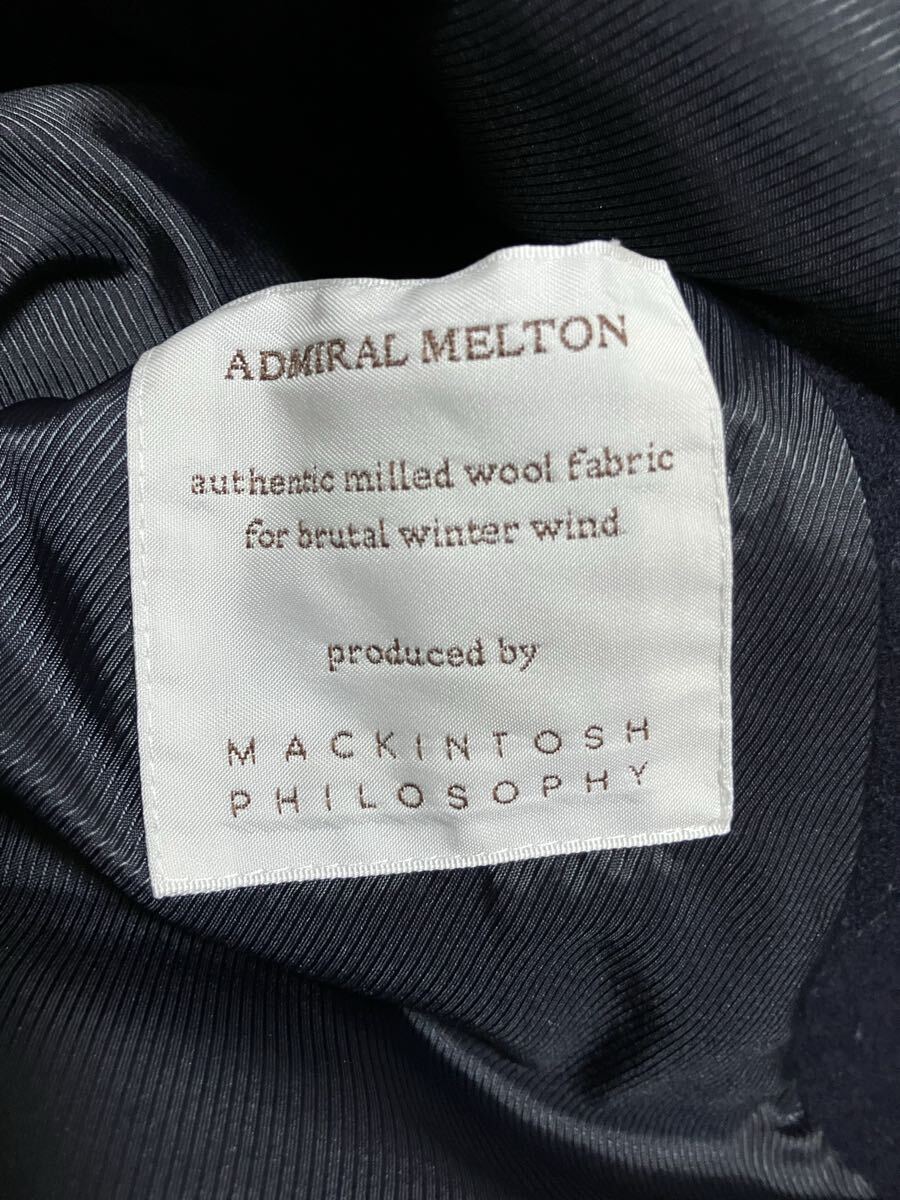 ADMIRAL MELTON
authentic milled wool fabric
for brutal winter wind
produced by
MACKINTOSH
PHILOSOPHY